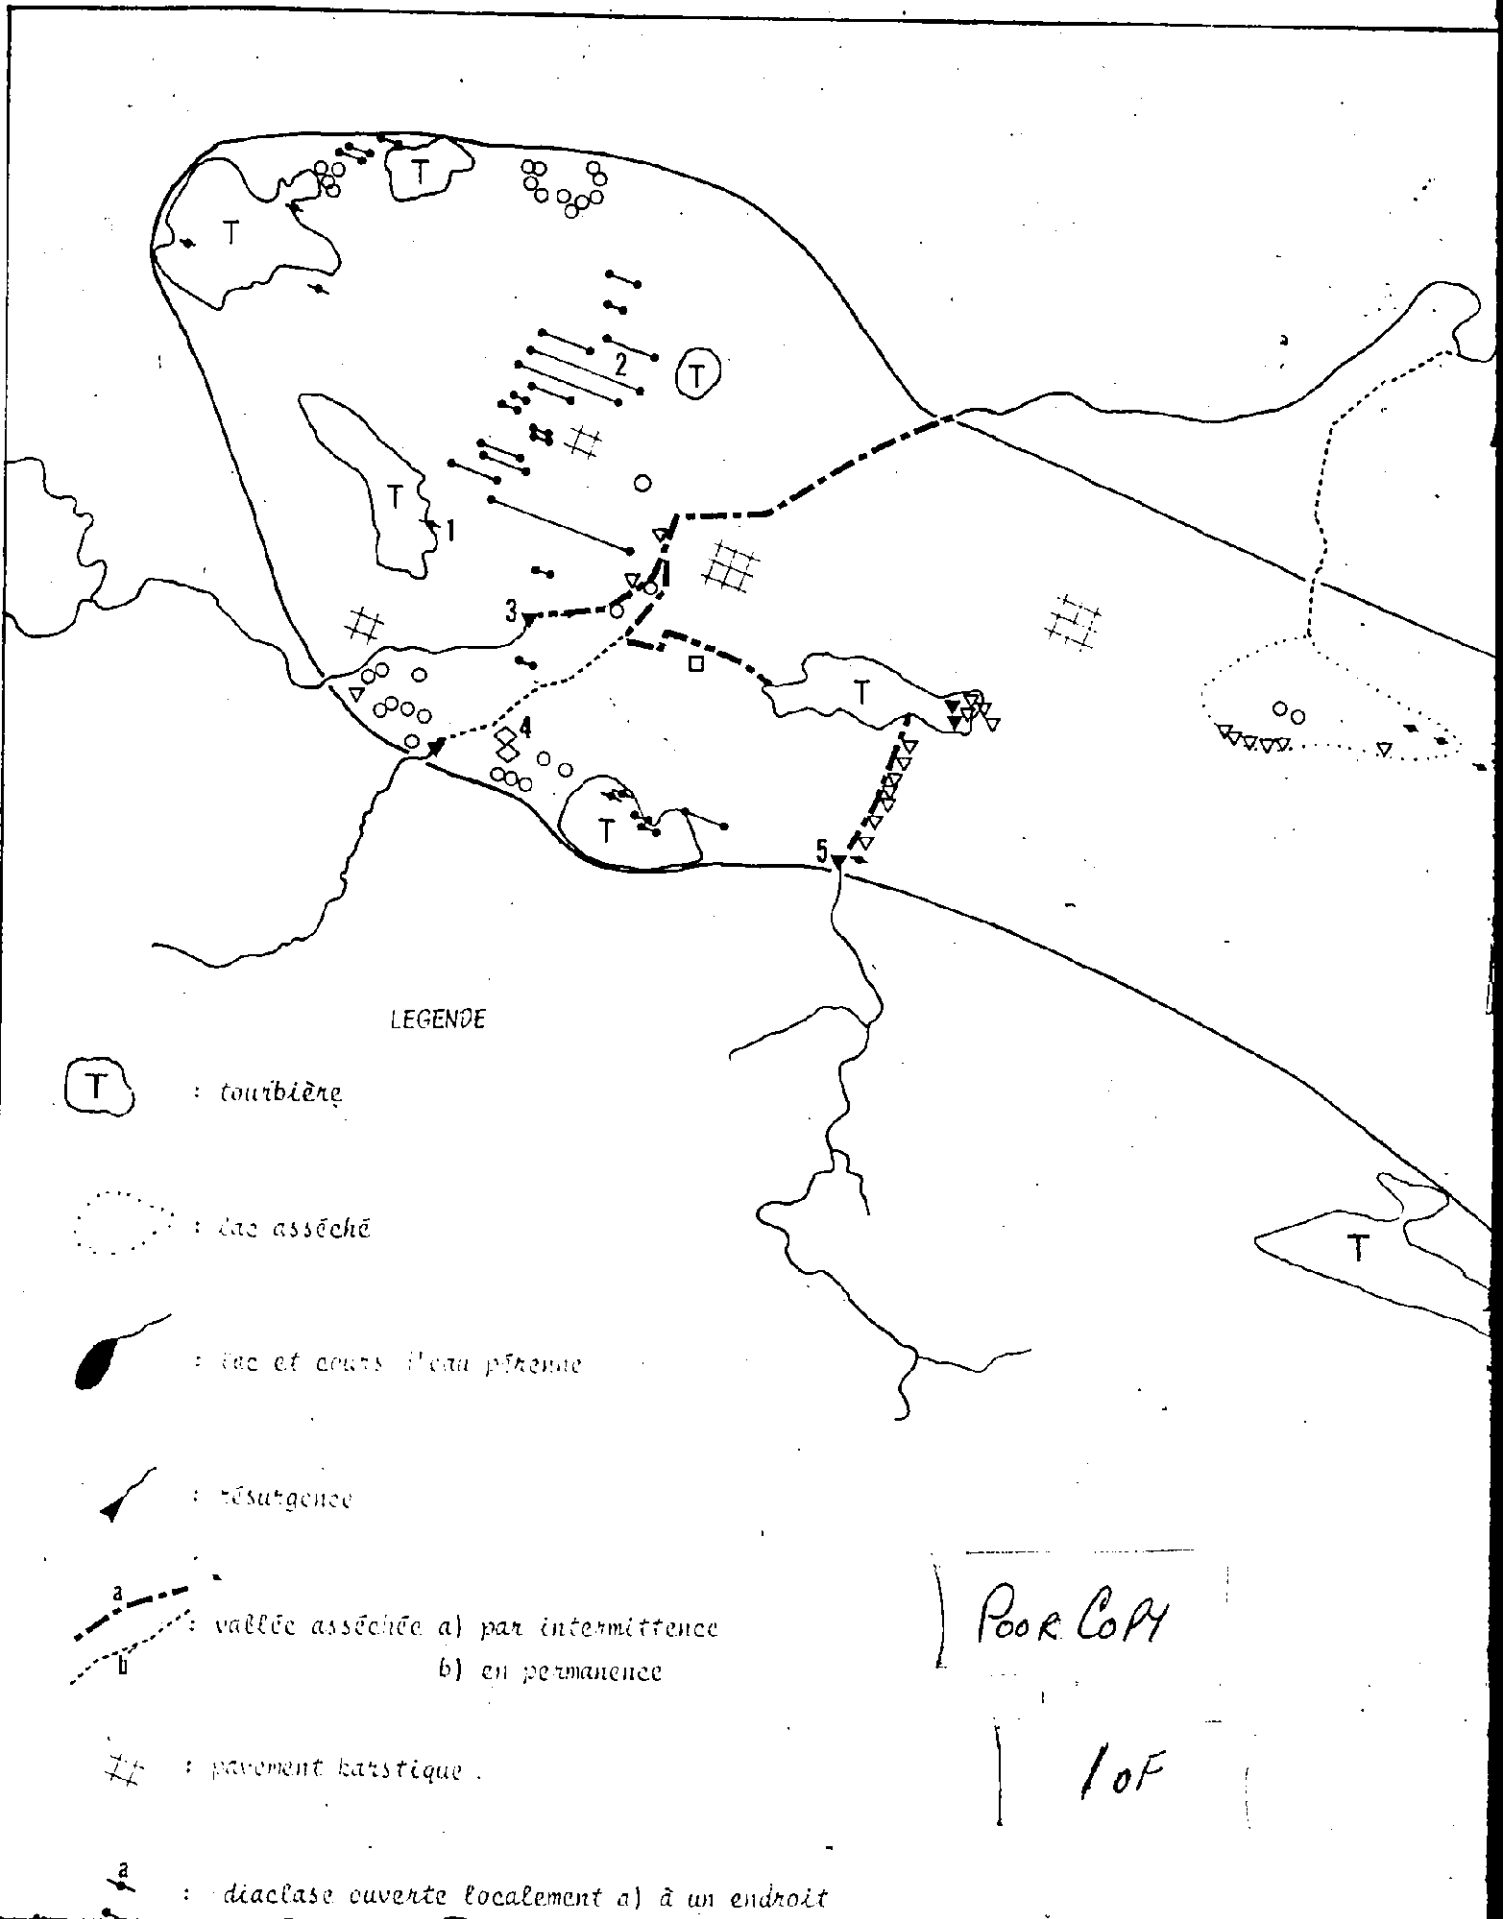 T
T
2
T
T
1
3
T
4
T
5
LEGENDE
T : tourbière
: lac asséché
T
: lac et cours d'eau pérenne
: résurgence
a
: vallée asséchée a) par intermittence
b
b) en permanence
POOR COPY
: pavement karstique.
1 OF
a
: diaclase ouverte localement a) à un endroit